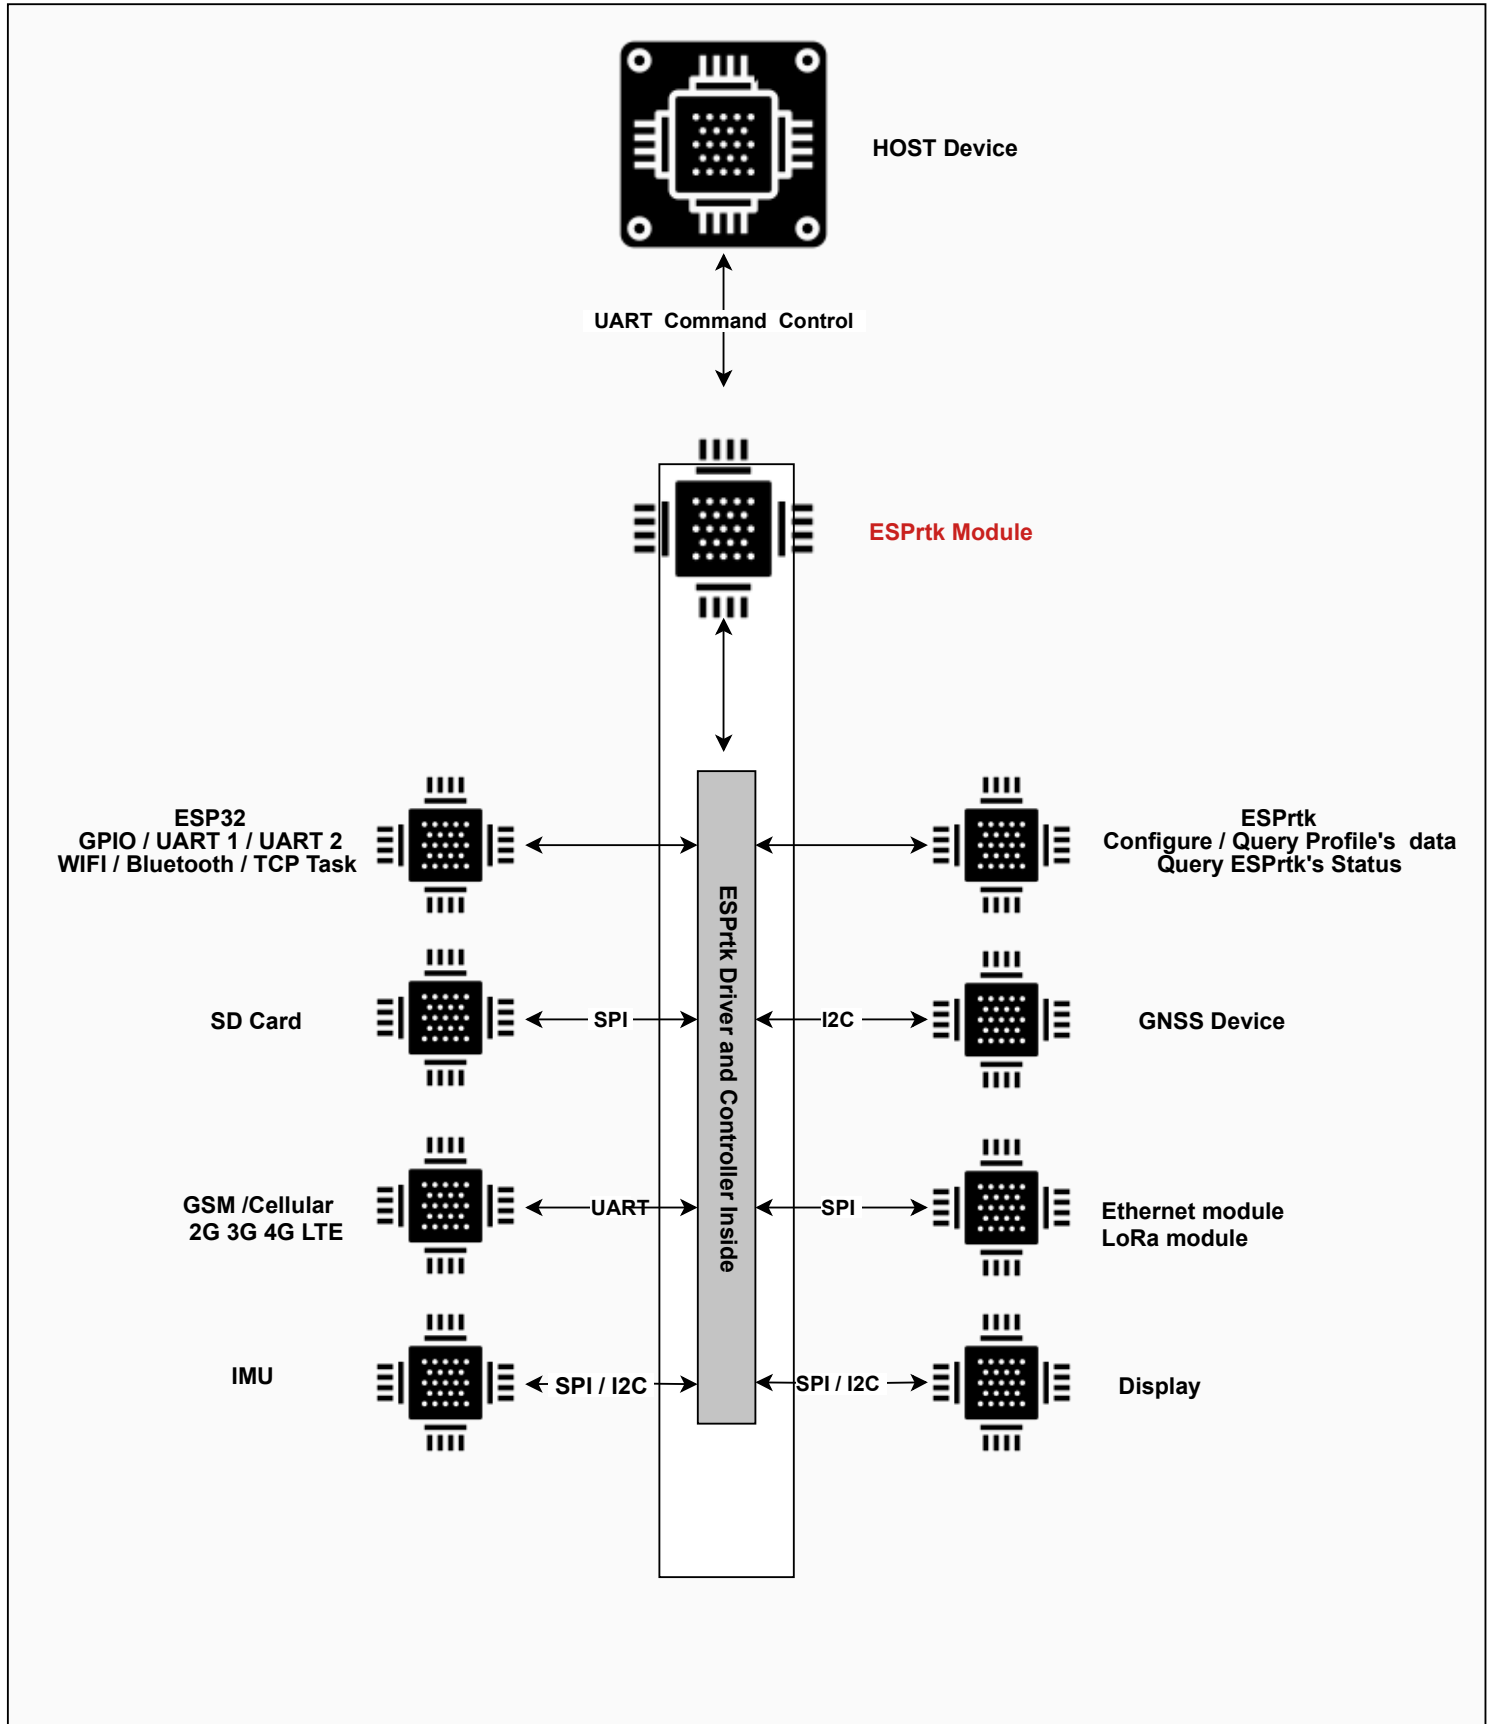 HOST Device
UART  Command  Control
ESPrtk Module
ESP32
GPIO / UART 1 / UART 2
WIFI / Bluetooth / TCP Task
ESPrtk
Configure / Query Profile's  data
Query ESPrtk's Status
ESPrtk Driver and Controller Inside
SD Card
SPI
I2C
GNSS Device
GSM /Cellular
2G 3G 4G LTE
UART
SPI
Ethernet module
LoRa module
IMU
SPI / I2C
SPI / I2C
Display